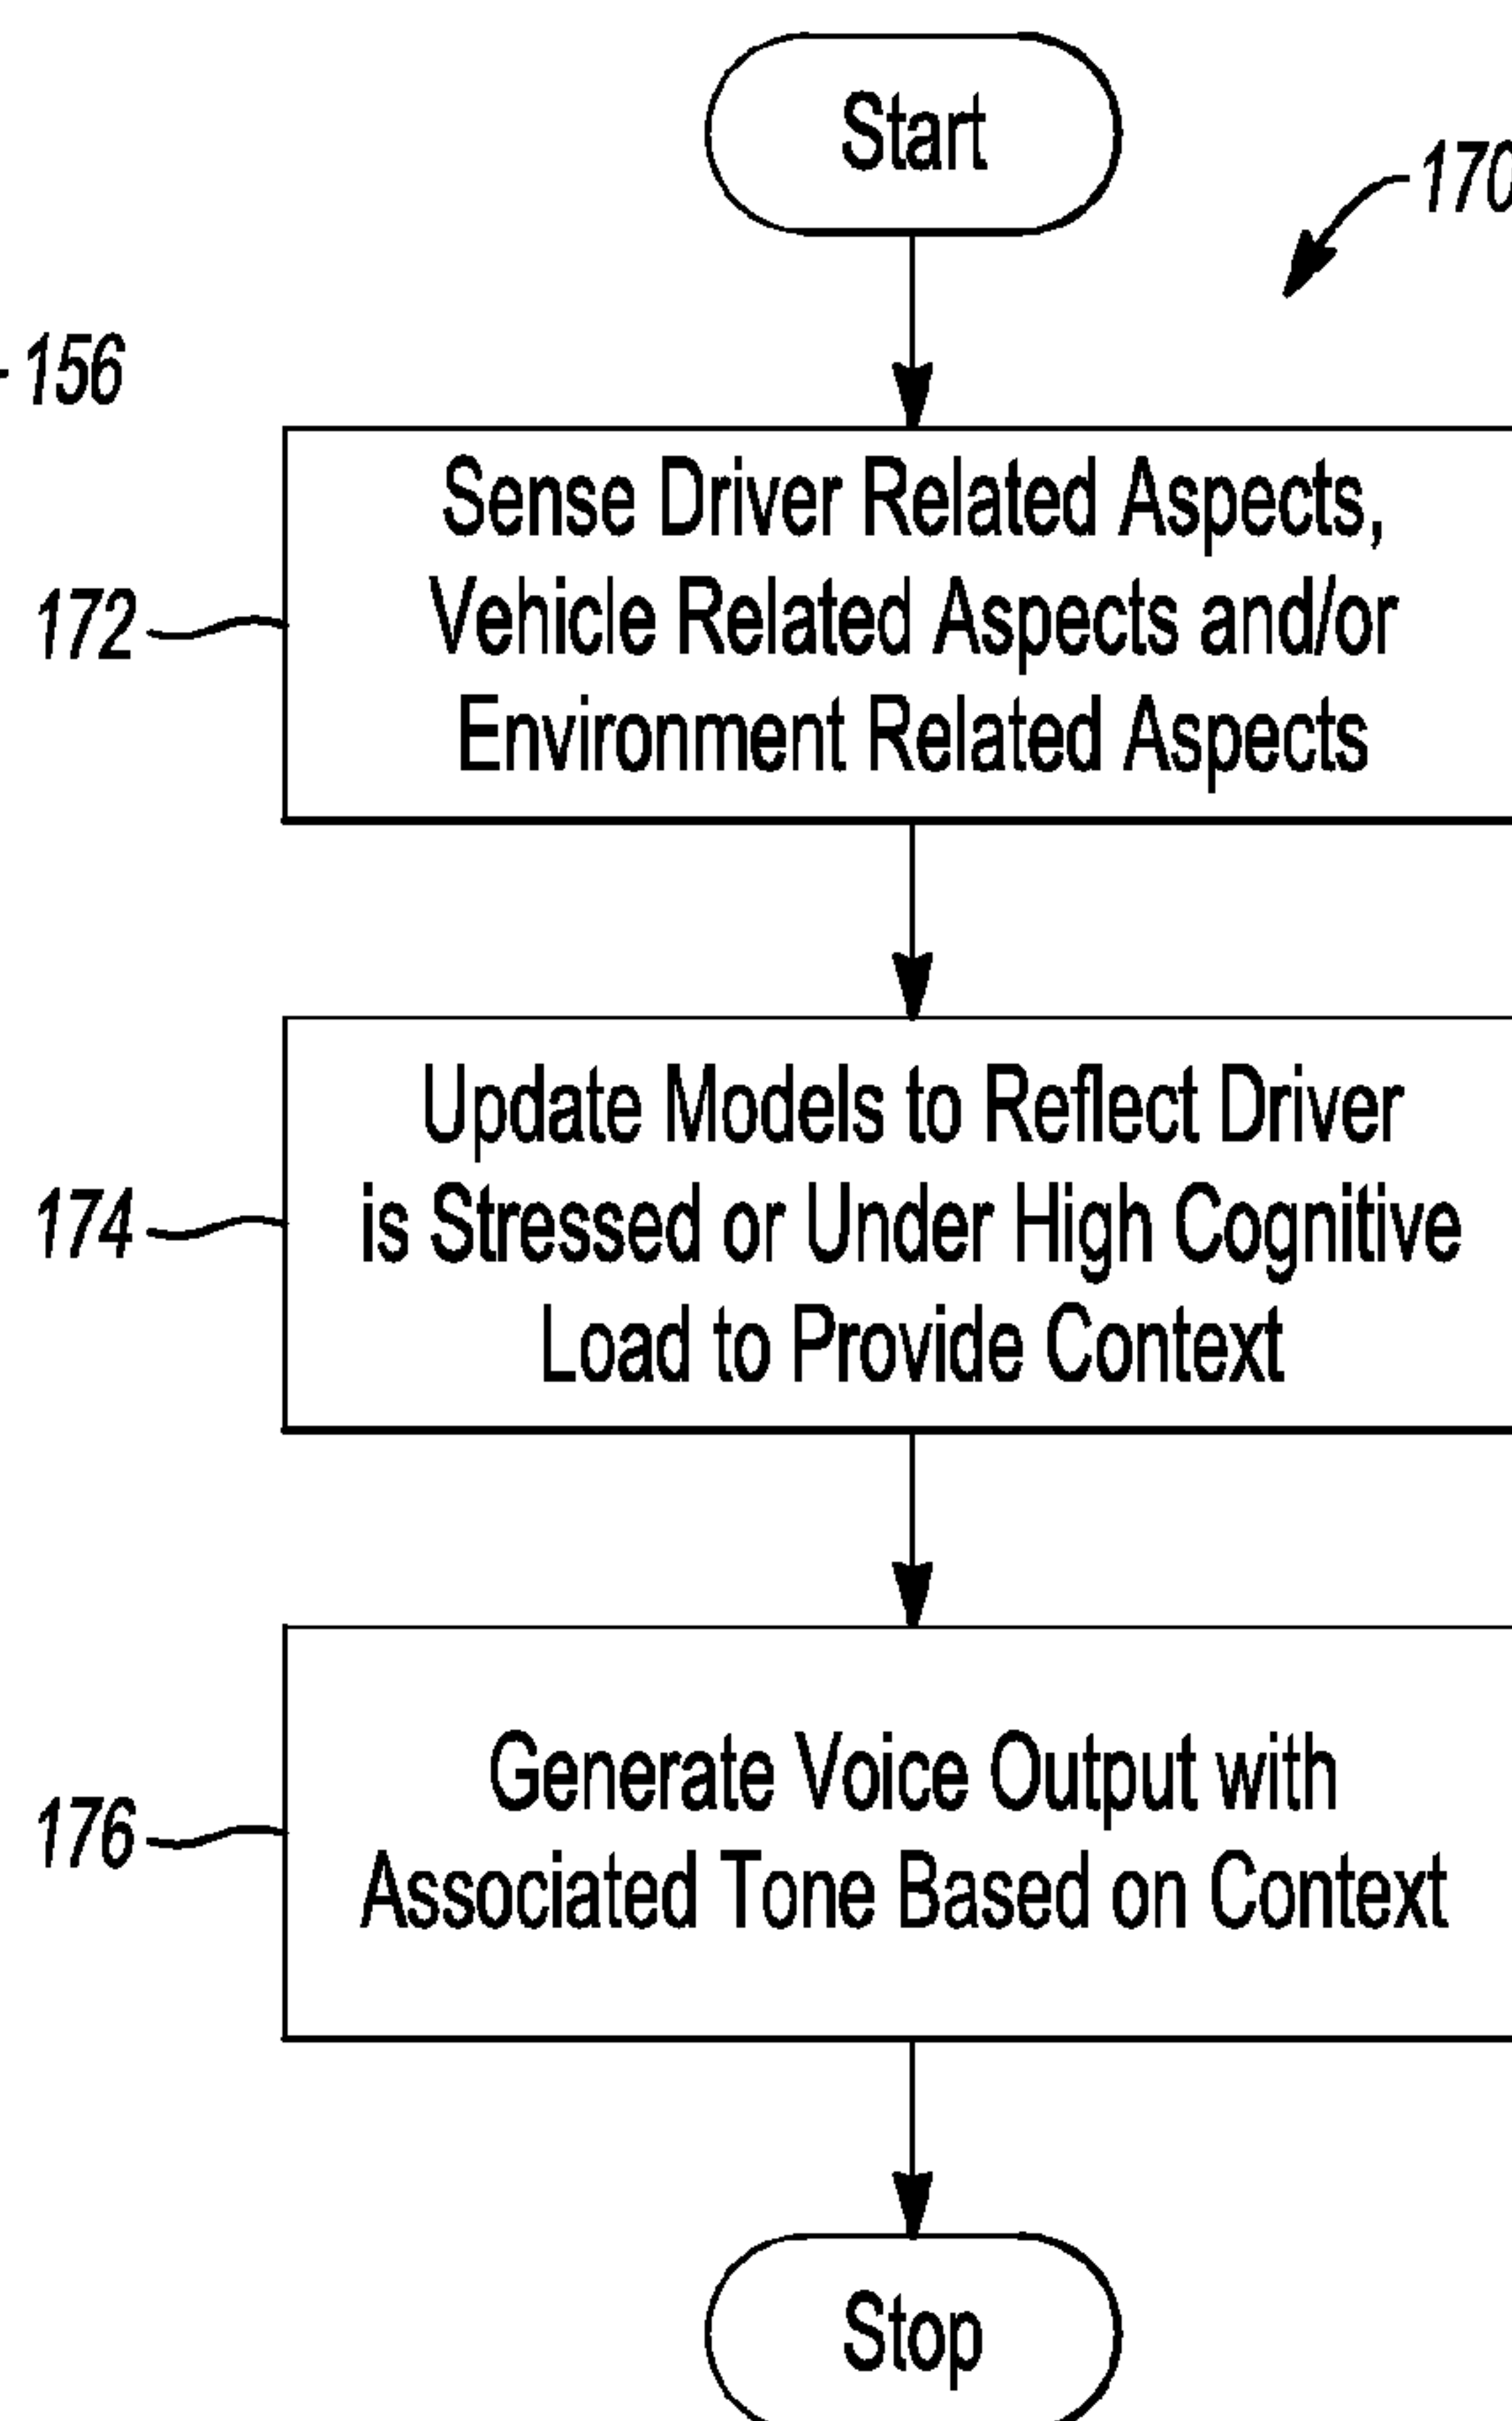 Start
170
156
Sense Driver Related Aspects,
Vehicle Related Aspects and/or
Environment Related Aspects
172
Update Models to Reflect Driver
is Stressed or Under High Cognitive
Load to Provide Context
174
Generate Voice Output with
Associated Tone Based on Context
176
Stop